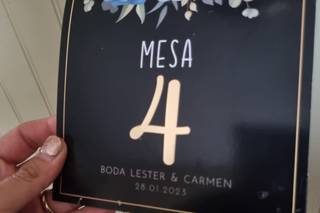 MESA
4
BODA LESTER & CARMEN
28.01.2023